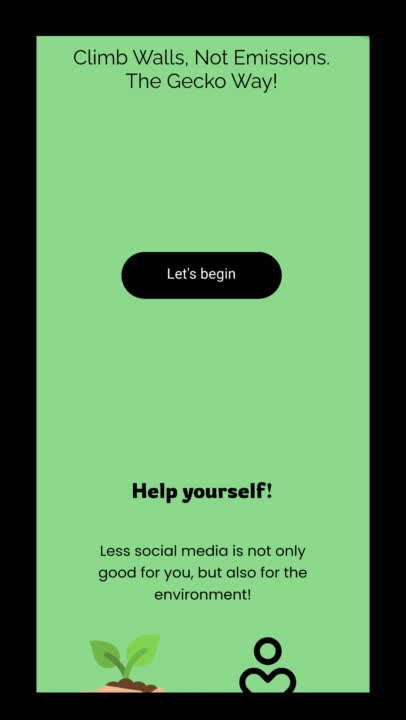 Climb Walls, Not Emissions.
The Gecko Way!
Let's begin
Help yourself!
Less social media is not only
good for you, but also for the
environment!